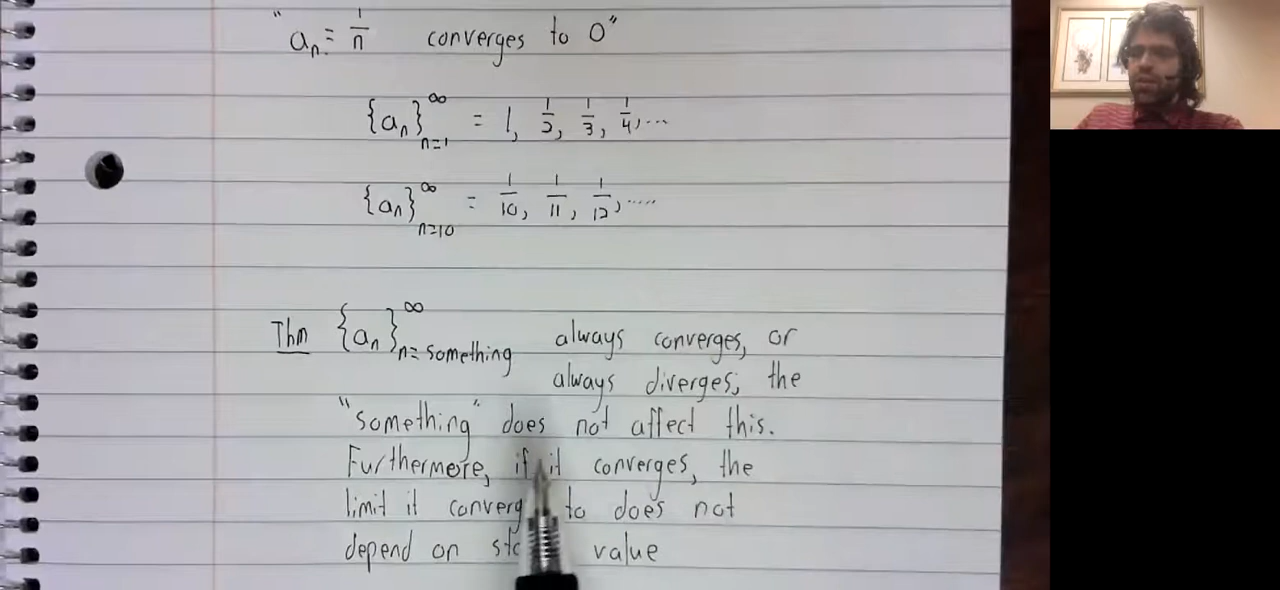 "aₙ = 1/n converges to 0"
{aₙ}ₙ₌₁^∞ = 1, 1/2, 1/3, 1/4, ...
{aₙ}ₙ₌₁₀^∞ = 1/10, 1/11, 1/12, .....
Thm {aₙ}^∞ n=something always converges, or
always diverges; the
"something" does not affect this.
Furthermore, if it converges, the
limit it converg to does not
depend on value